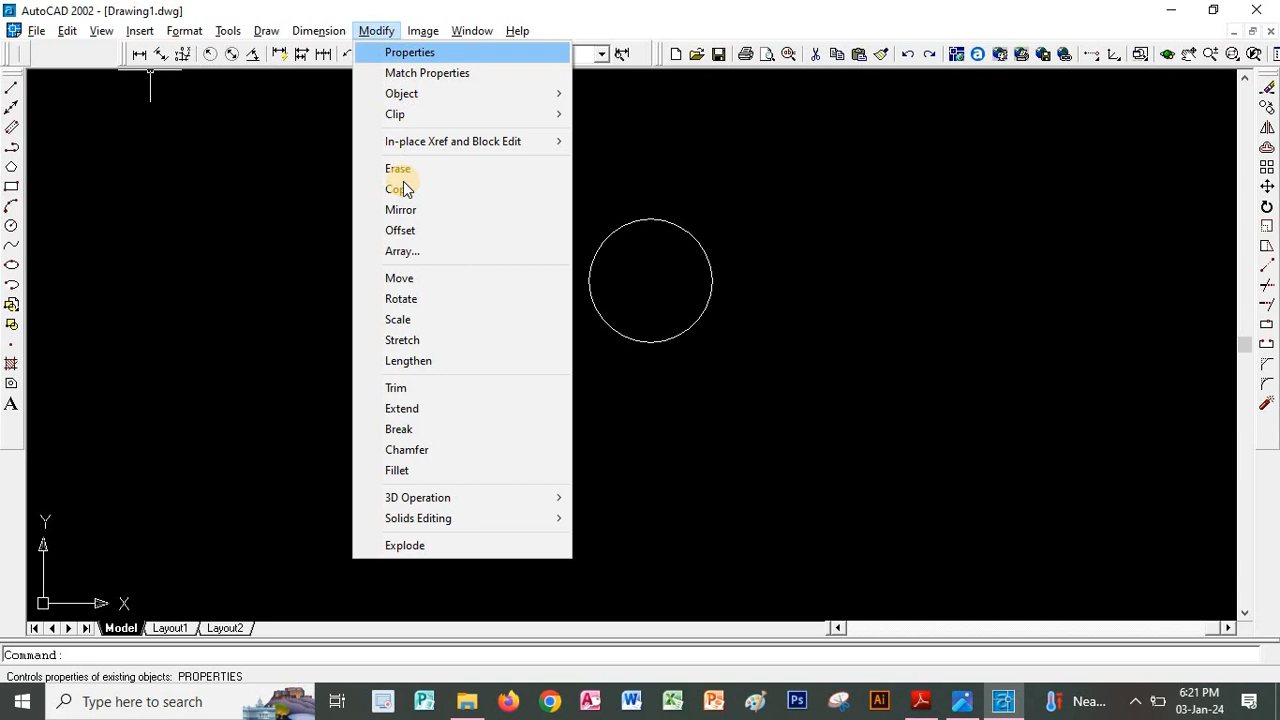 AutoCAD 2002 - [Drawing1.dwg]
File Edit View Insert Format Tools Draw Dimension Modify Image Window Help
Properties
Match Properties
Object
Clip
In-place Xref and Block Edit
Erase
Mirror
Offset
Array...
Move
Rotate
Scale
Stretch
Lengthen
Trim
Extend
Break
Chamfer
Fillet
3D Operation
Solids Editing
Explode
Y
X
Model Layout1 Layout2
Command:
Controls properties of existing objects: PROPERTIES
Type here to search
Nea...
6:21 PM
03-Jan-24